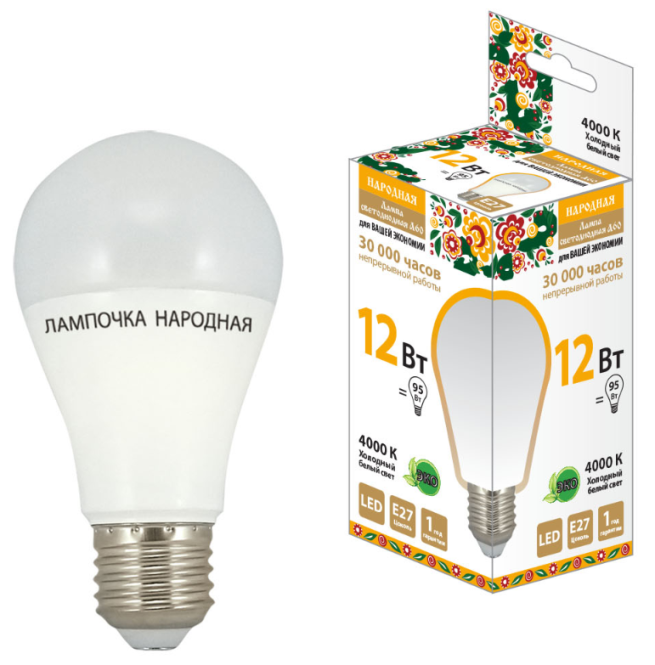 ЛАМПОЧКА НАРОДНАЯ
4000 К
Холодный
белый свет
12 Вт
E27
НАРОДНАЯ
Лампа
светодиодная А60
для ВАШЕЙ ЭКОНОМИИ
30 000 часов
непрерывной работы
12 Вт
= 95
Вт
4000 К
Холодный
белый свет
ЭКО
LED
E27
Цоколь
1 год
гарантии
НАРОДНАЯ
Лампа
светодиодная А60
для ВАШЕЙ ЭКОНОМИИ
30 000 часов
непрерывной работы
12 Вт
= 95
Вт
4000 К
Холодный
белый свет
ЭКО
LED
E27
Цоколь
1 год
гарантии